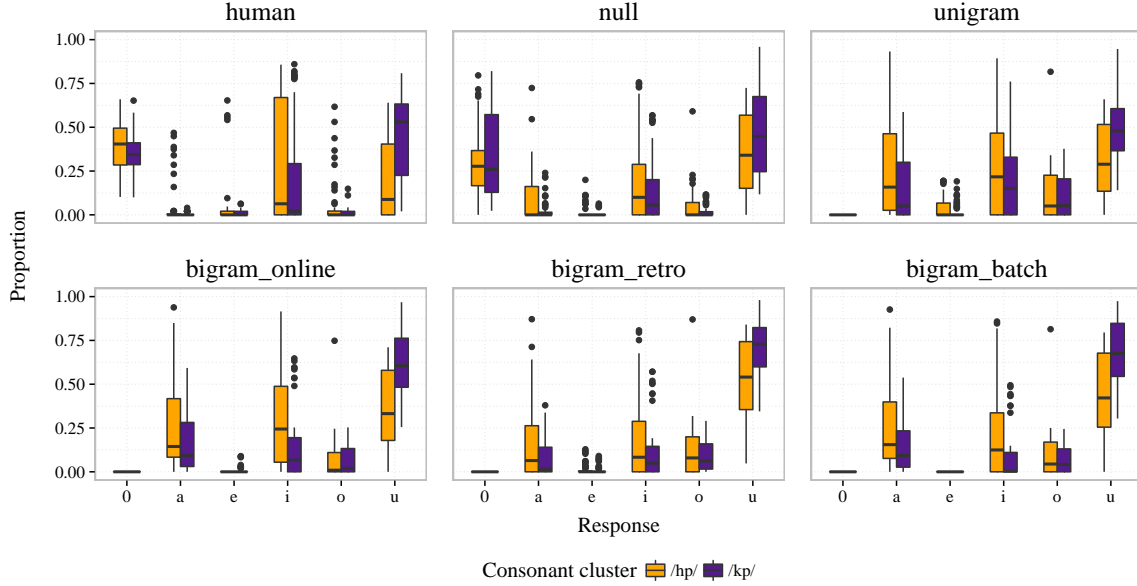 human null unigram
1.00
0.75
0.50
0.25
0.00
bigram_online bigram_retro bigram_batch
1.00
0.75
0.50
0.25
0.00
Proportion
0 a e i o u 0 a e i o u 0 a e i o u
Response
Consonant cluster /hp/ /kp/